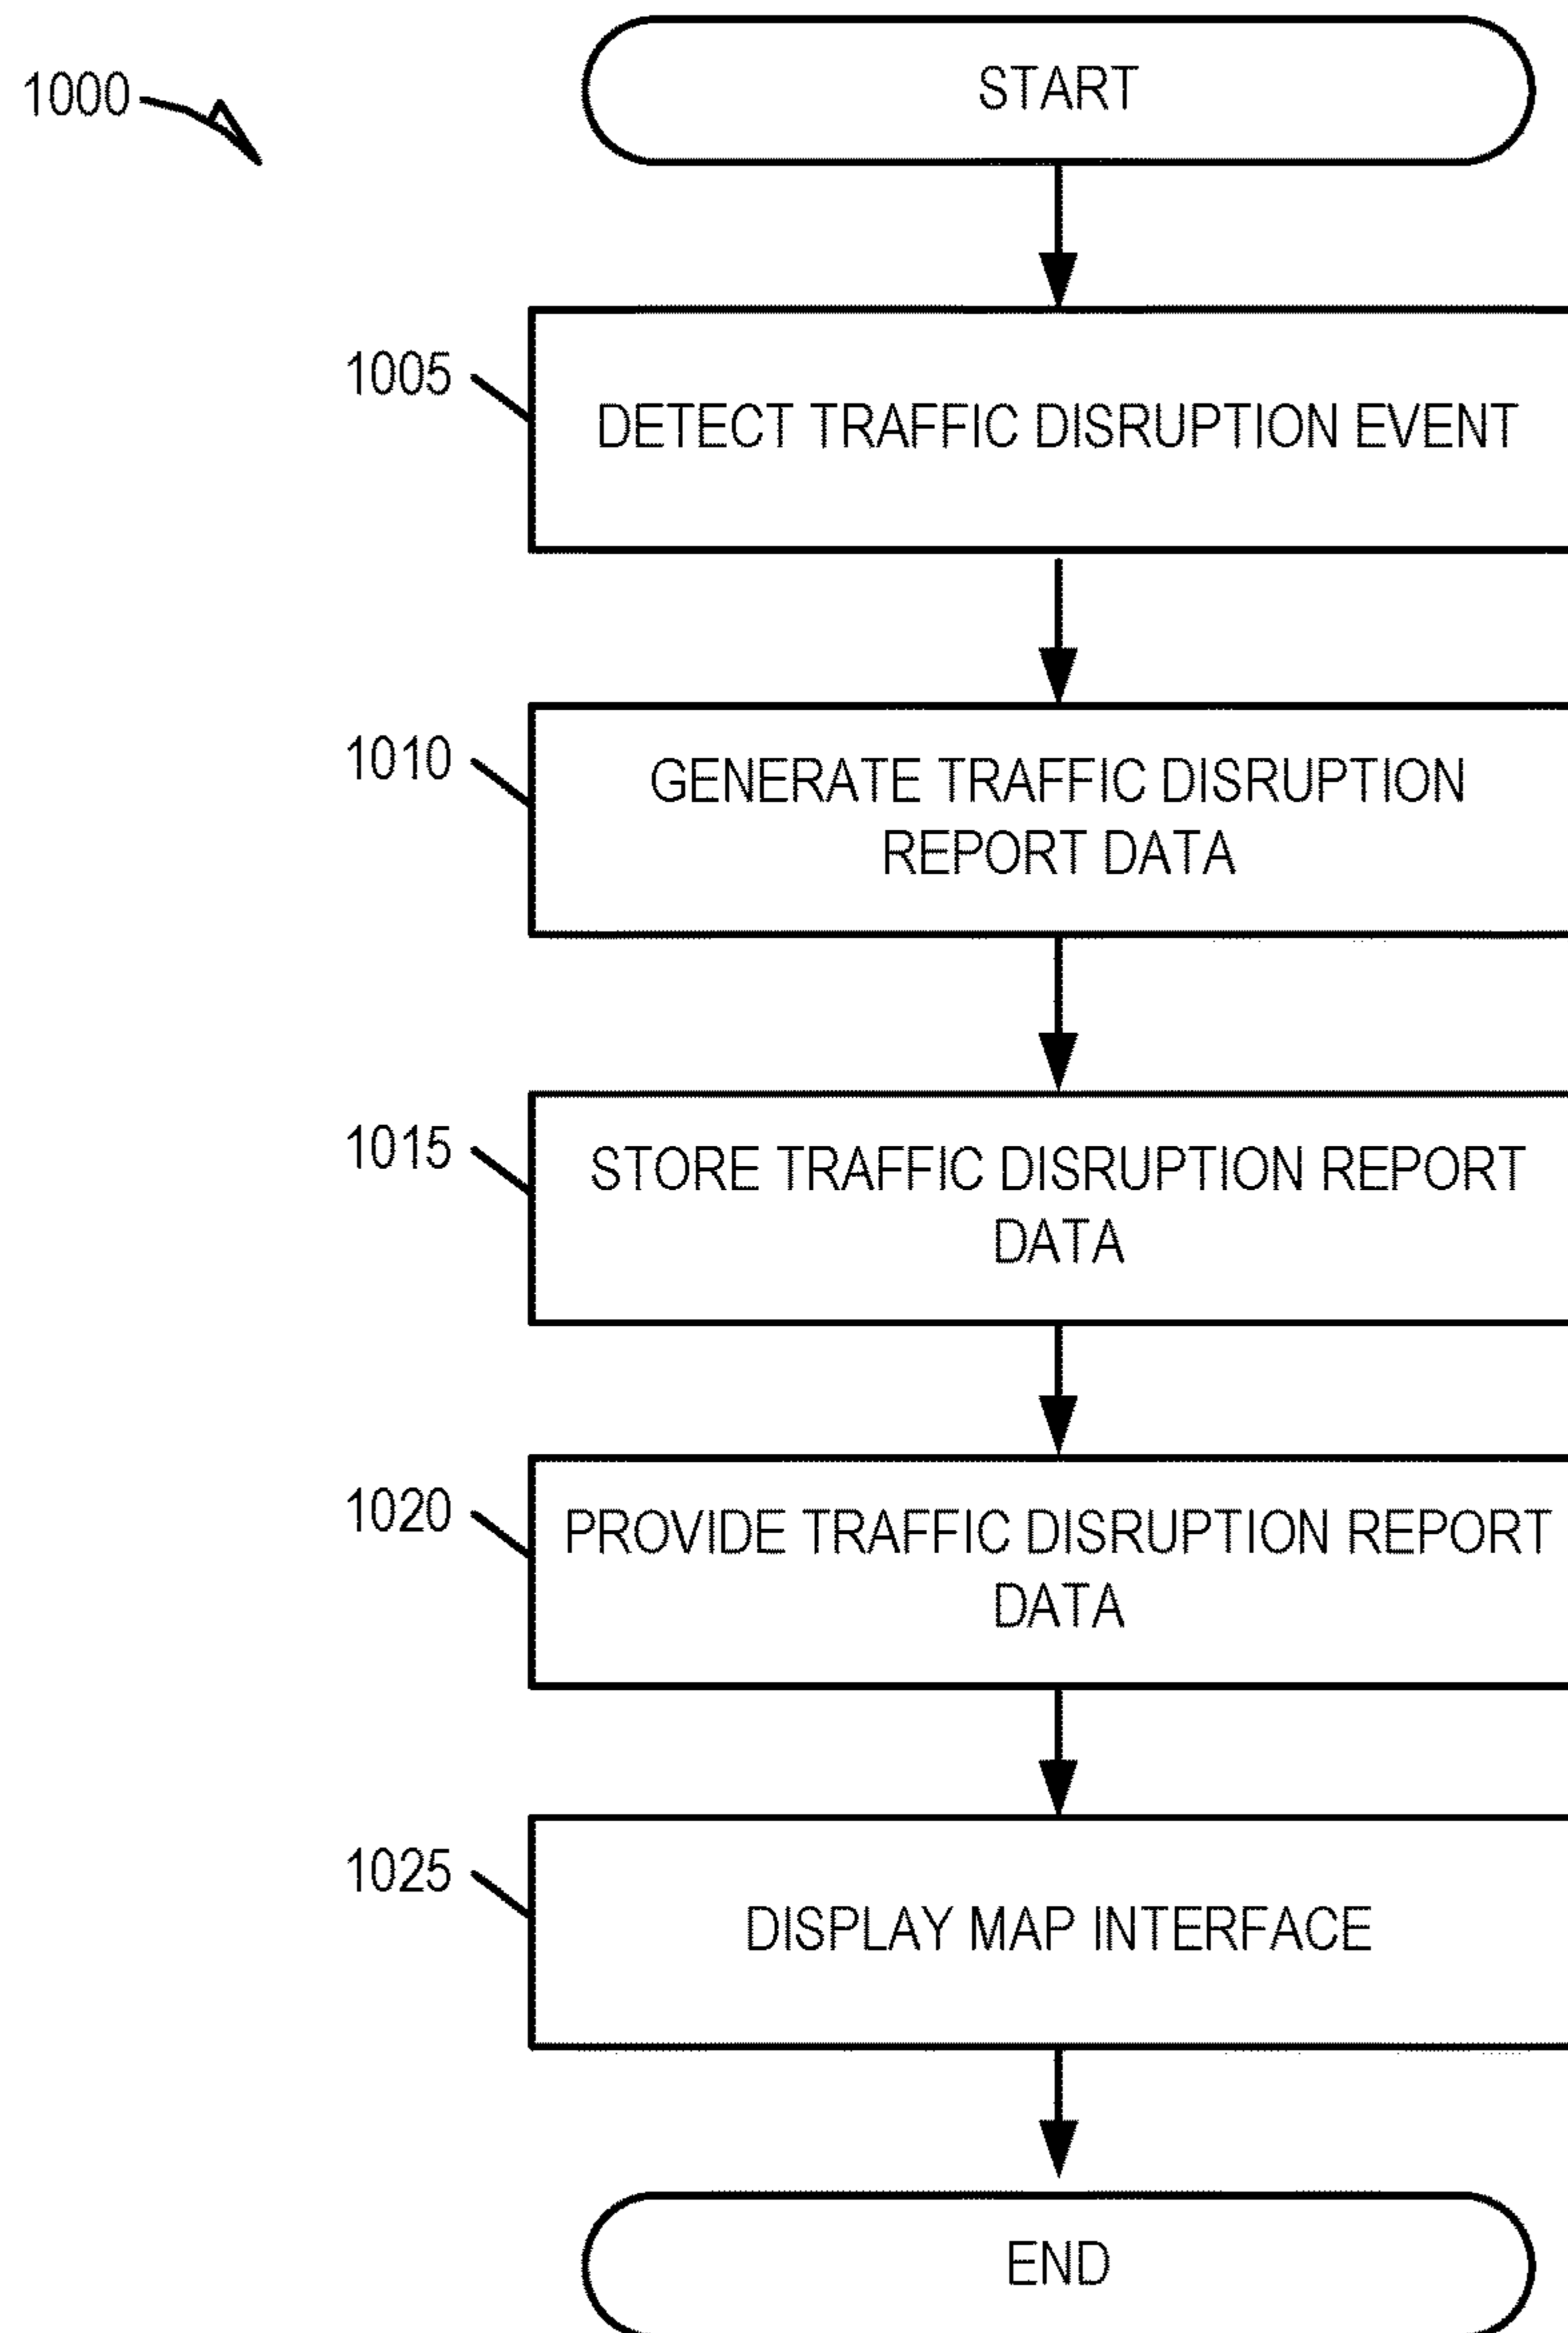 1000
START
1005
DETECT TRAFFIC DISRUPTION EVENT
1010
GENERATE TRAFFIC DISRUPTION
REPORT DATA
1015
STORE TRAFFIC DISRUPTION REPORT
DATA
1020
PROVIDE TRAFFIC DISRUPTION REPORT
DATA
1025
DISPLAY MAP INTERFACE
END